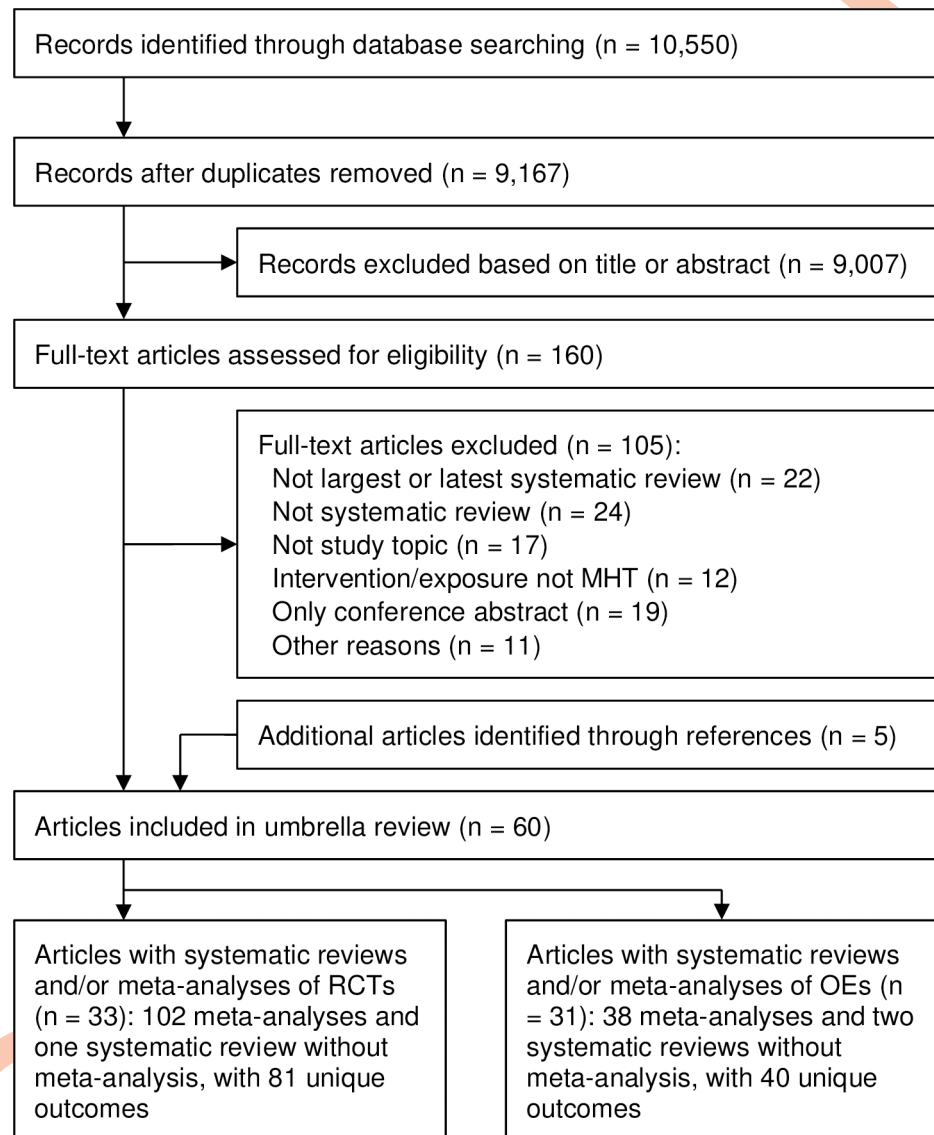 Records identified through database searching (n = 10,550)
Records after duplicates removed (n = 9,167)
Records excluded based on title or abstract (n = 9,007)
Full-text articles assessed for eligibility (n = 160)
Full-text articles excluded (n = 105):
Not largest or latest systematic review (n = 22)
Not systematic review (n = 24)
Not study topic (n = 17)
Intervention/exposure not MHT (n = 12)
Only conference abstract (n = 19)
Other reasons (n = 11)
Additional articles identified through references (n = 5)
Articles included in umbrella review (n = 60)
Articles with systematic reviews
and/or meta-analyses of RCTs
(n = 33): 102 meta-analyses and
one systematic review without
meta-analysis, with 81 unique
outcomes
Articles with systematic reviews
and/or meta-analyses of OEs (n
= 31): 38 meta-analyses and two
systematic reviews without
meta-analysis, with 40 unique
outcomes